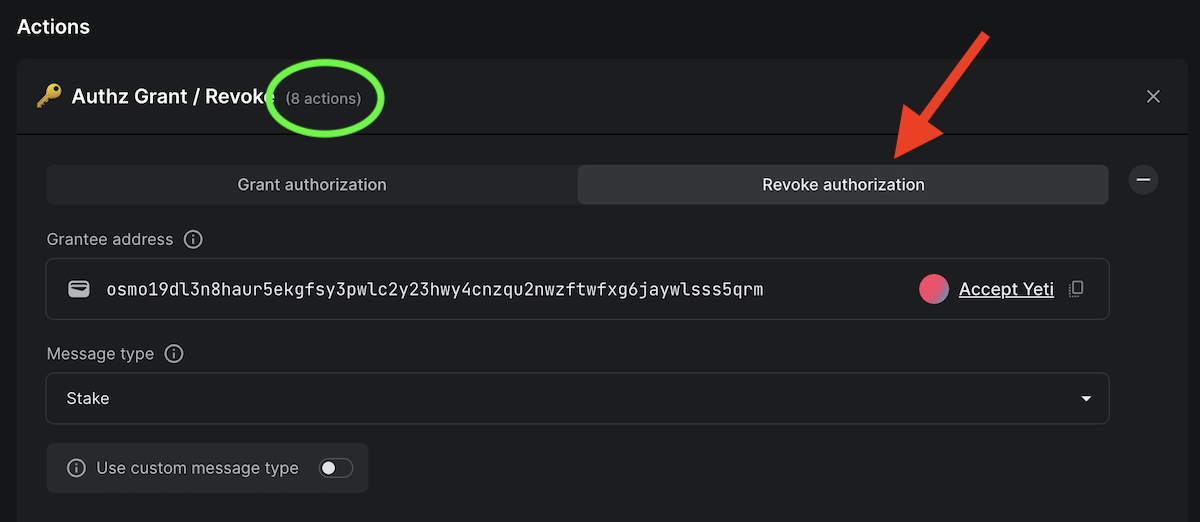 Actions
Authz Grant / Revoke (8 actions)
Grant authorization Revoke authorization
Grantee address
osmo19dl3n8haur5ekgfsy3pwlc2y23hwy4cnzqu2nwzftwfxg6jaywlsss5qrm Accept Yeti
Message type
Stake
Use custom message type